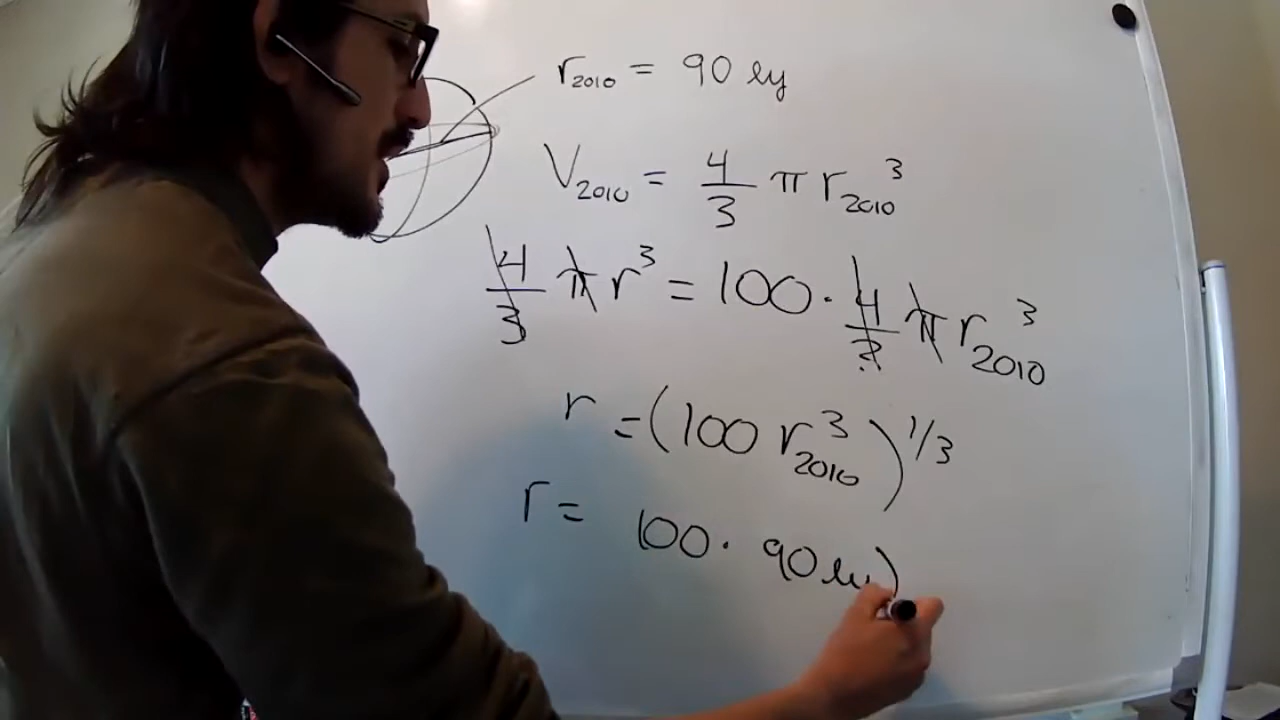 r₂₀₁₀ = 90 ly
V₂₀₁₀ = 4/3 π r₂₀₁₀³
4/3 π r³ = 100 · 4/3 π r₂₀₁₀³
r = (100 r₂₀₁₀³)^1/3
r = 100 · 90 ly)